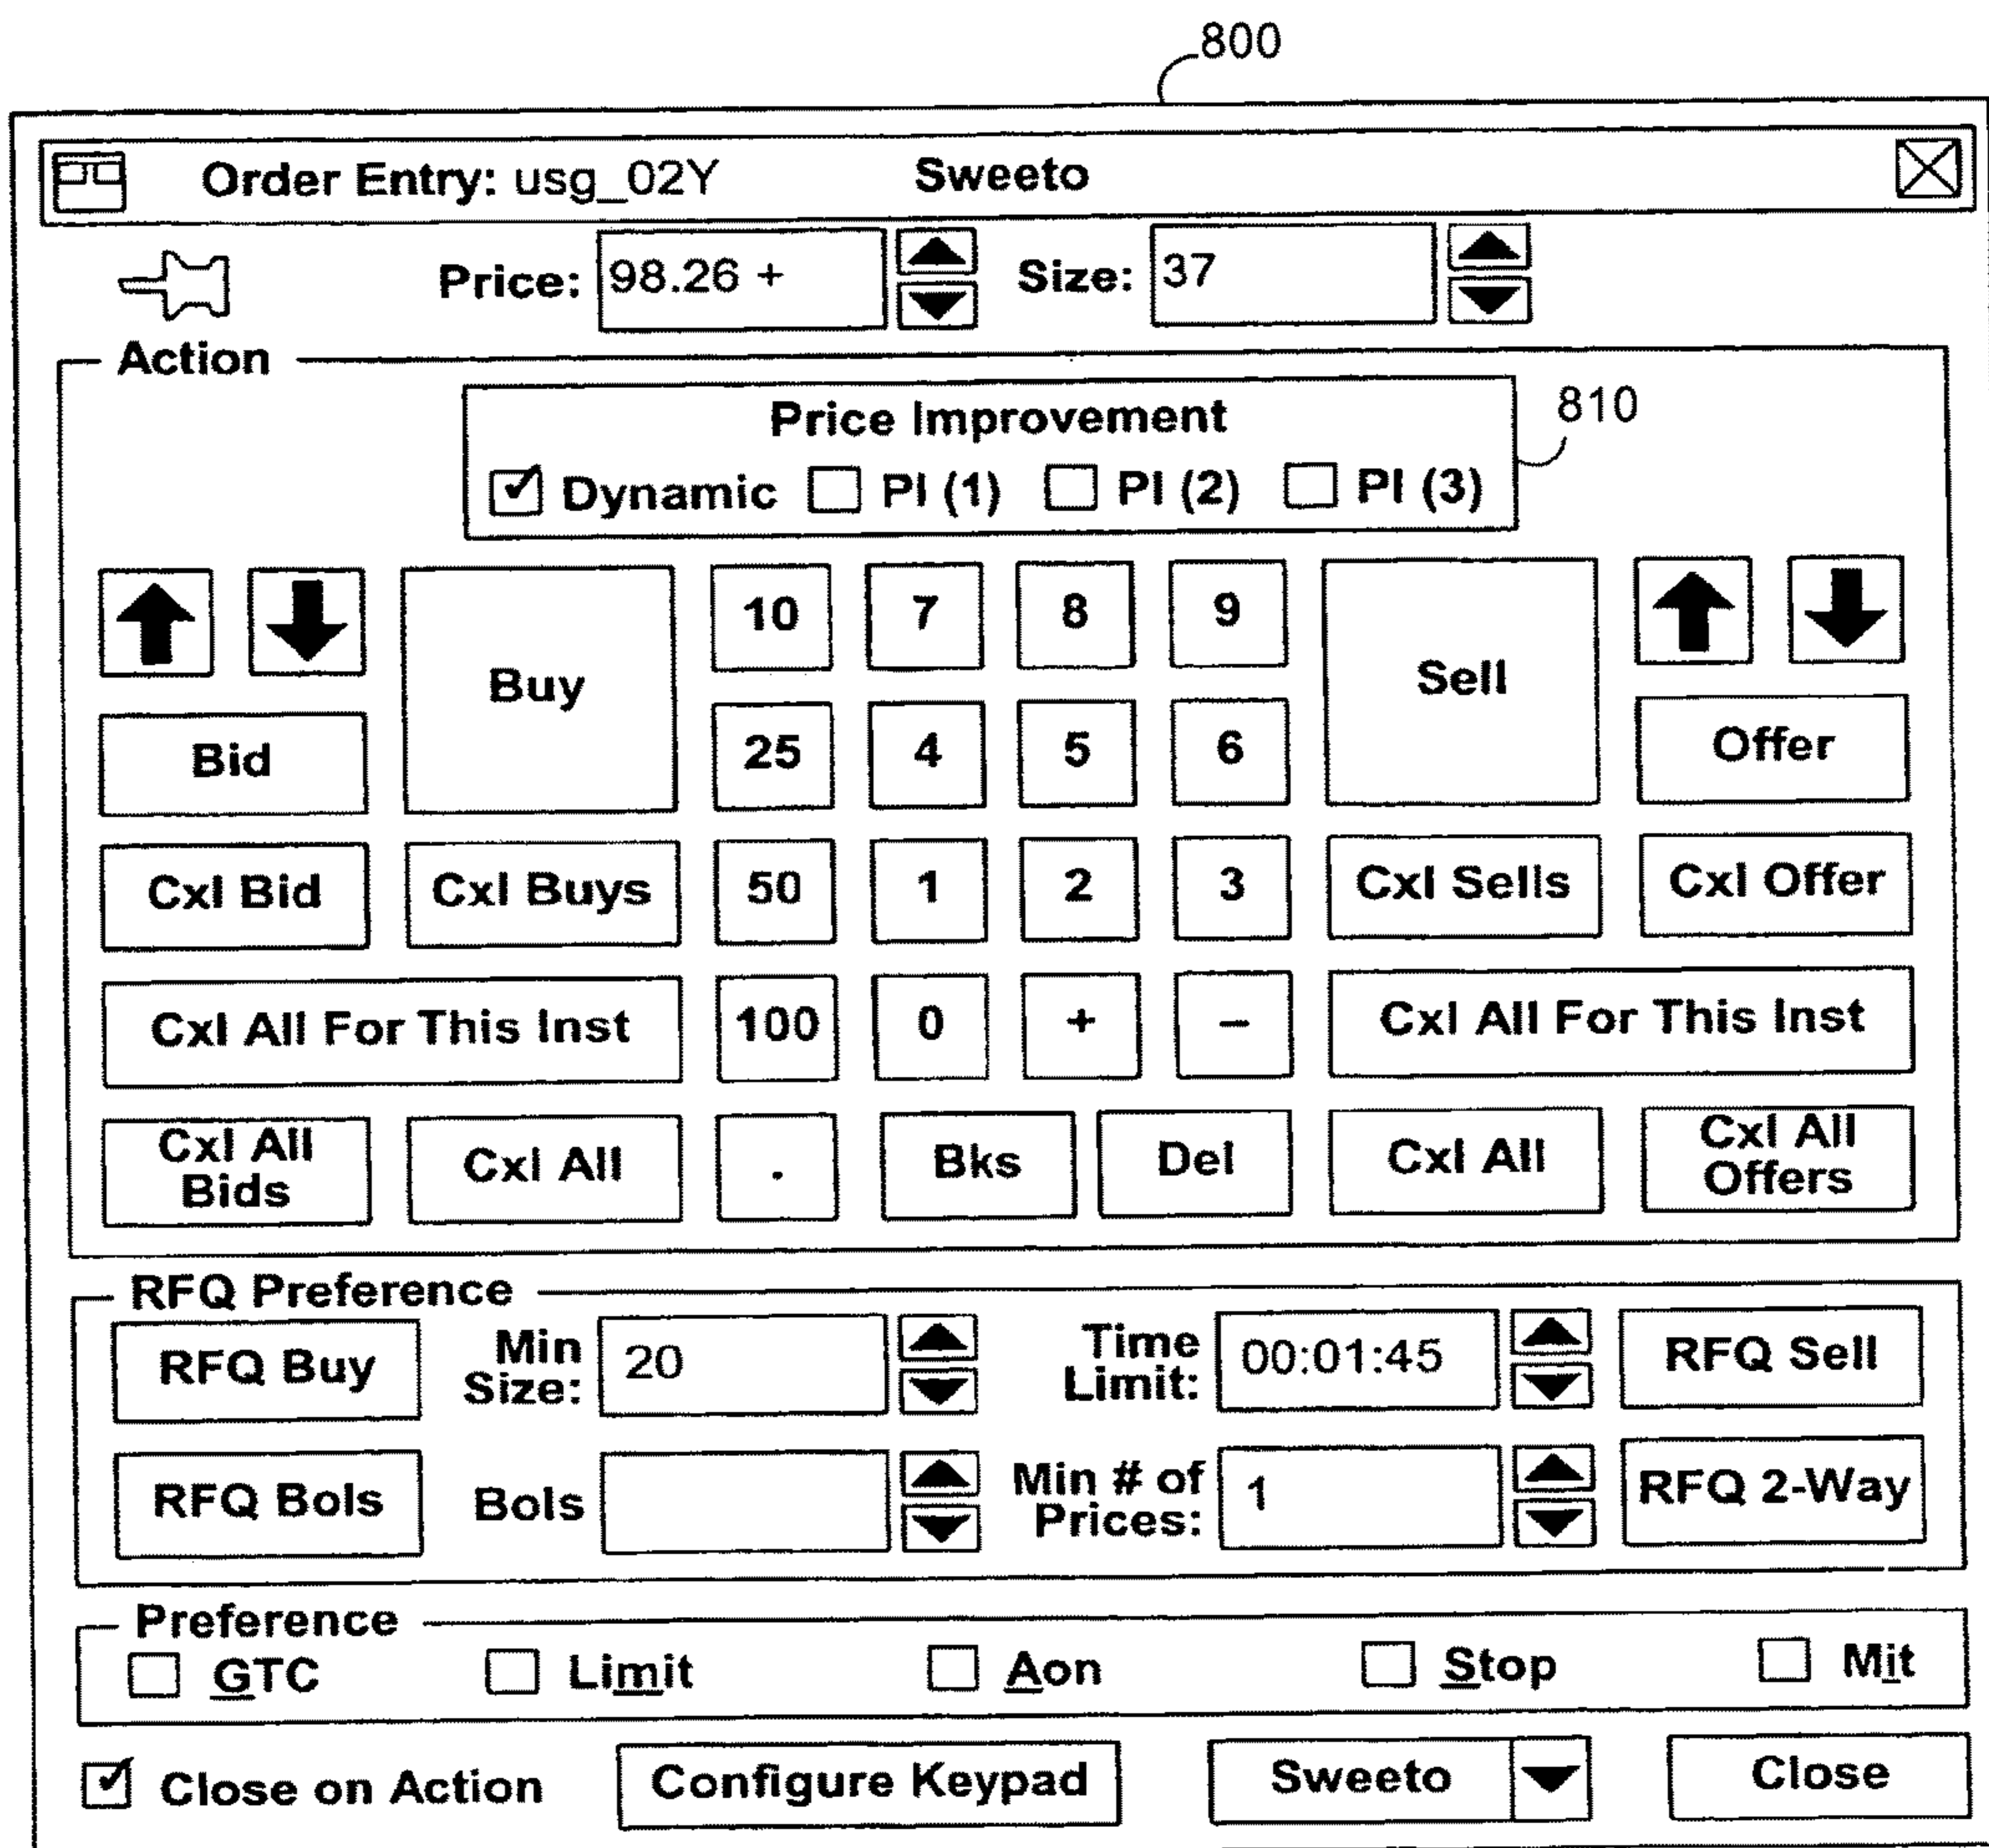 800
Order Entry: usg_02Y Sweeto
Price: 98.26 + Size: 37
Action
Price Improvement
810
Dynamic PI (1) PI (2) PI (3)
Buy 10 7 8 9 Sell
Bid 25 4 5 6 Offer
Cxl Bid Cxl Buys 50 1 2 3 Cxl Sells Cxl Offer
Cxl All For This Inst 100 0 + – Cxl All For This Inst
Cxl All Bids Cxl All . Bks Del Cxl All Cxl All Offers
RFQ Preference
RFQ Buy Min Size: 20 Time Limit: 00:01:45 RFQ Sell
RFQ Bols Bols Min # of Prices: 1 RFQ 2-Way
Preference
GTC Limit Aon Stop Mit
Close on Action Configure Keypad Sweeto Close